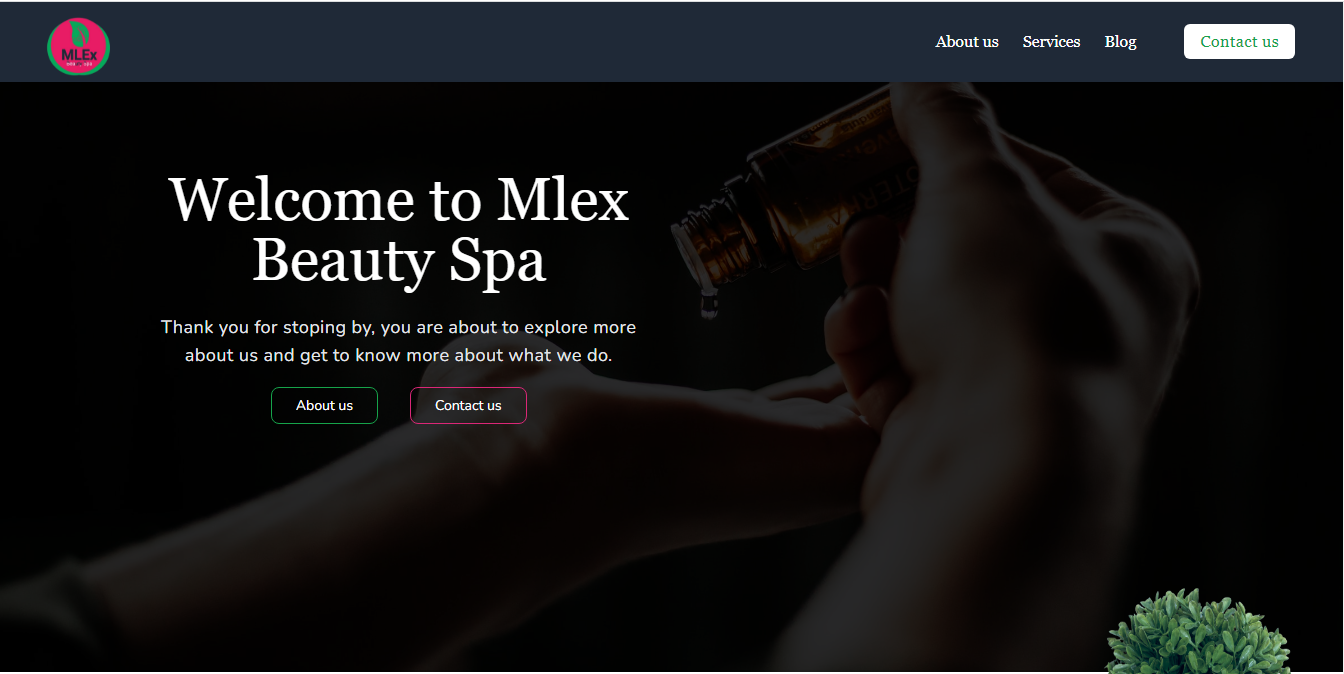 MLEx
About us
Services
Blog
Contact us
Welcome to Mlex
Beauty Spa
Thank you for stoping by, you are about to explore more
about us and get to know more about what we do.
About us
Contact us